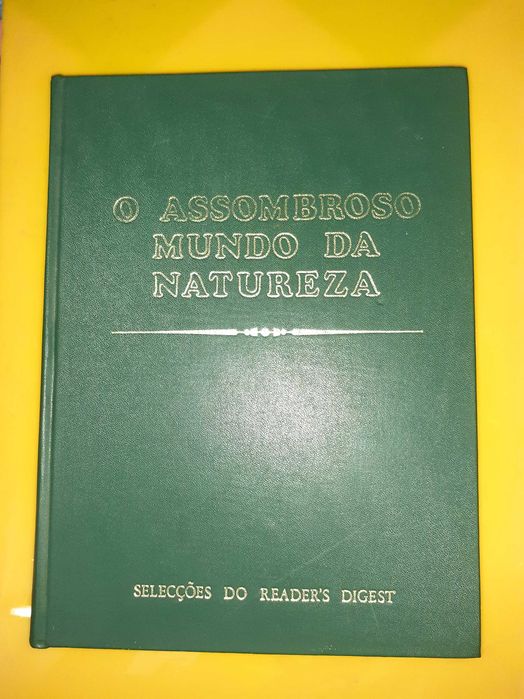 O ASSOMBROSO
MUNDO DA
NATUREZA
SELECÇÕES DO READER'S DIGEST